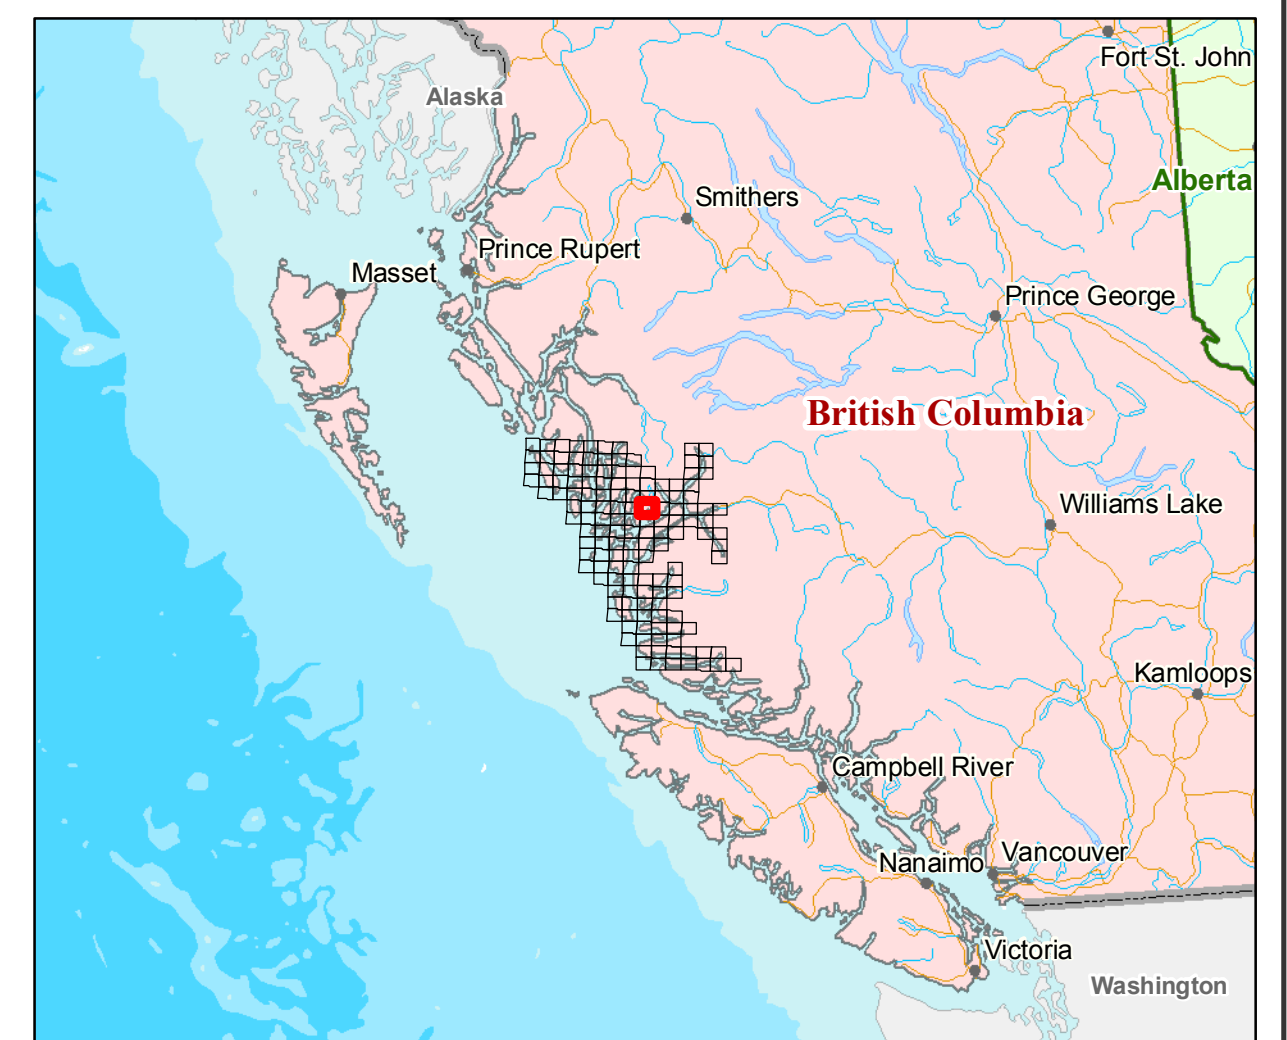 Fort St. John
Alaska
Alberta
Smithers
Prince Rupert
Masset
Prince George
British Columbia
Williams Lake
Kamloops
Campbell River
Vancouver
Nanaimo
Victoria
Washington